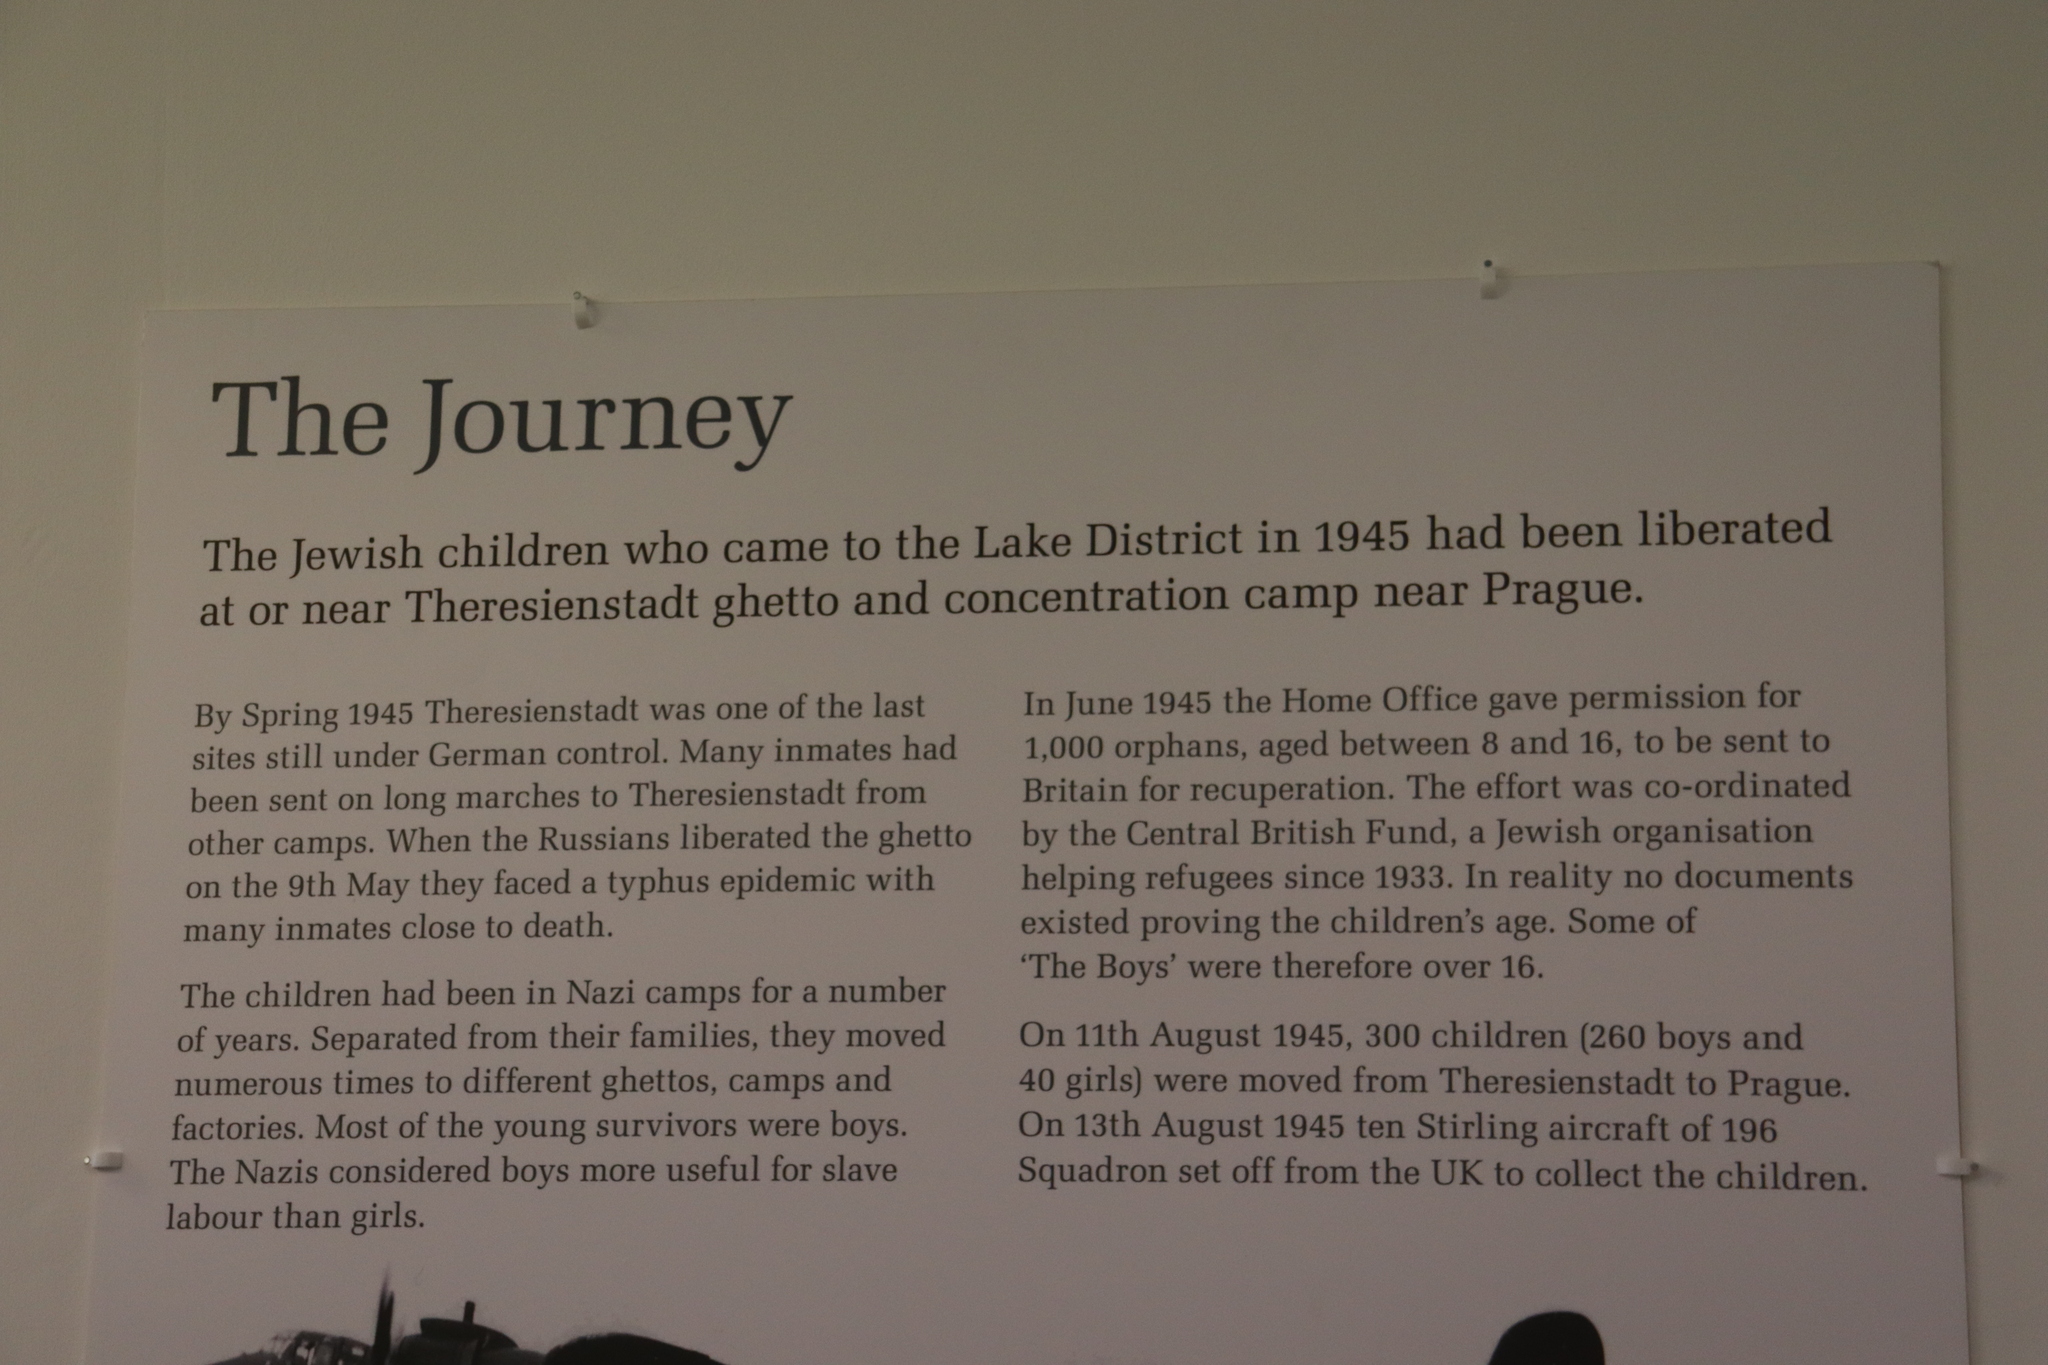 The Journey
The Jewish children who came to the Lake District in 1945 had been liberated
at or near Theresienstadt ghetto and concentration camp near Prague.
By Spring 1945 Theresienstadt was one of the last
sites still under German control. Many inmates had
been sent on long marches to Theresienstadt from
other camps. When the Russians liberated the ghetto
on the 9th May they faced a typhus epidemic with
many inmates close to death.
The children had been in Nazi camps for a number
of years. Separated from their families, they moved
numerous times to different ghettos, camps and
factories. Most of the young survivors were boys.
The Nazis considered boys more useful for slave
labour than girls.
In June 1945 the Home Office gave permission for
1,000 orphans, aged between 8 and 16, to be sent to
Britain for recuperation. The effort was co-ordinated
by the Central British Fund, a Jewish organisation
helping refugees since 1933. In reality no documents
existed proving the children’s age. Some of
‘The Boys’ were therefore over 16.
On 11th August 1945, 300 children (260 boys and
40 girls) were moved from Theresienstadt to Prague.
On 13th August 1945 ten Stirling aircraft of 196
Squadron set off from the UK to collect the children.